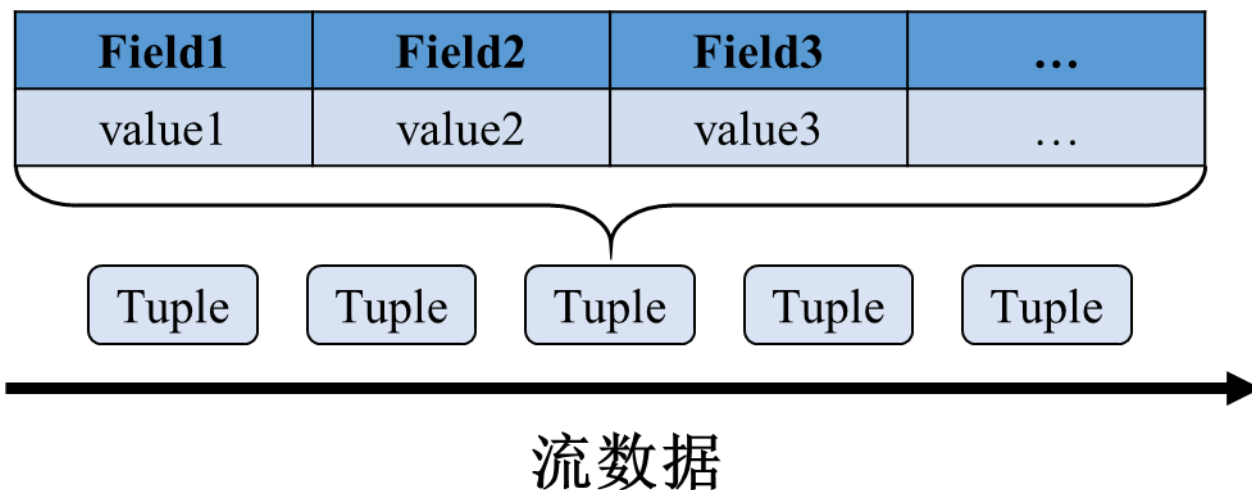 Field1 Field2 Field3 …
value1 value2 value3 …
Tuple Tuple Tuple Tuple Tuple
流数据